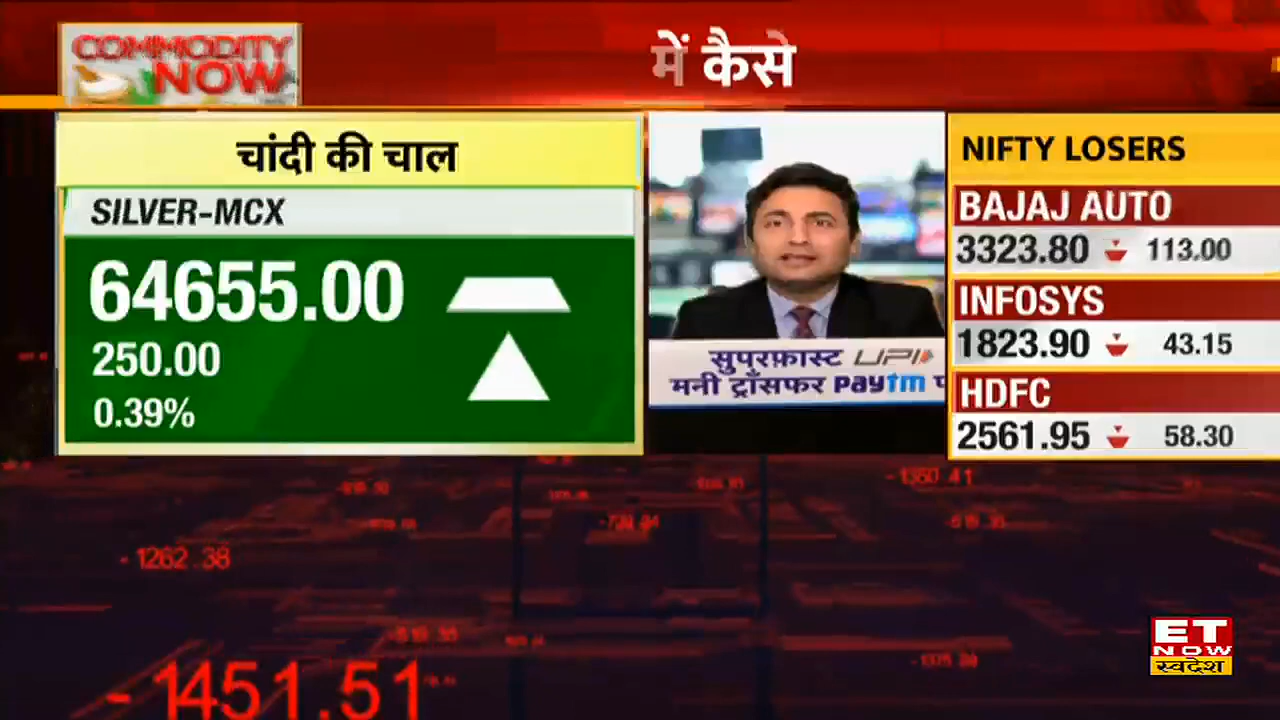 COMMODITY
NOW
में कैसे
चांदी की चाल
SILVER-MCX
64655.00
250.00
0.39%
सुपरफ़ास्ट UPI
मनी ट्राँसफर paytm
NIFTY LOSERS
BAJAJ AUTO
3323.80 113.00
INFOSYS
1823.90 43.15
HDFC
2561.95 58.30
-1360.41
-1262.38
-1451.51
ET
NOW
स्वदेश